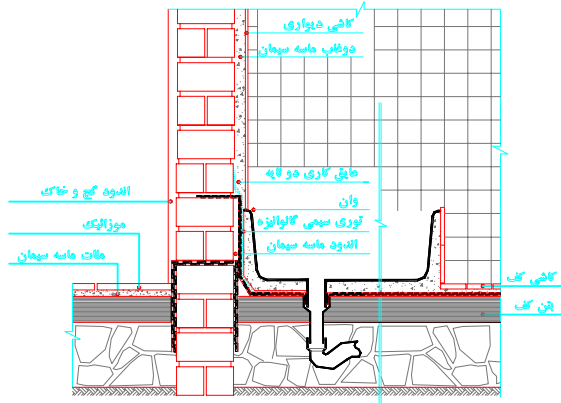 کاشی دیواری
دوغاب ماسه سیمان
عایق کاری دو لایه
وان
توری سیمی گالوانیزه
اندود ماسه سیمان
اندود گچ و خاک
موزائیک
ملات ماسه سیمان
کاشی کف
بتن کف